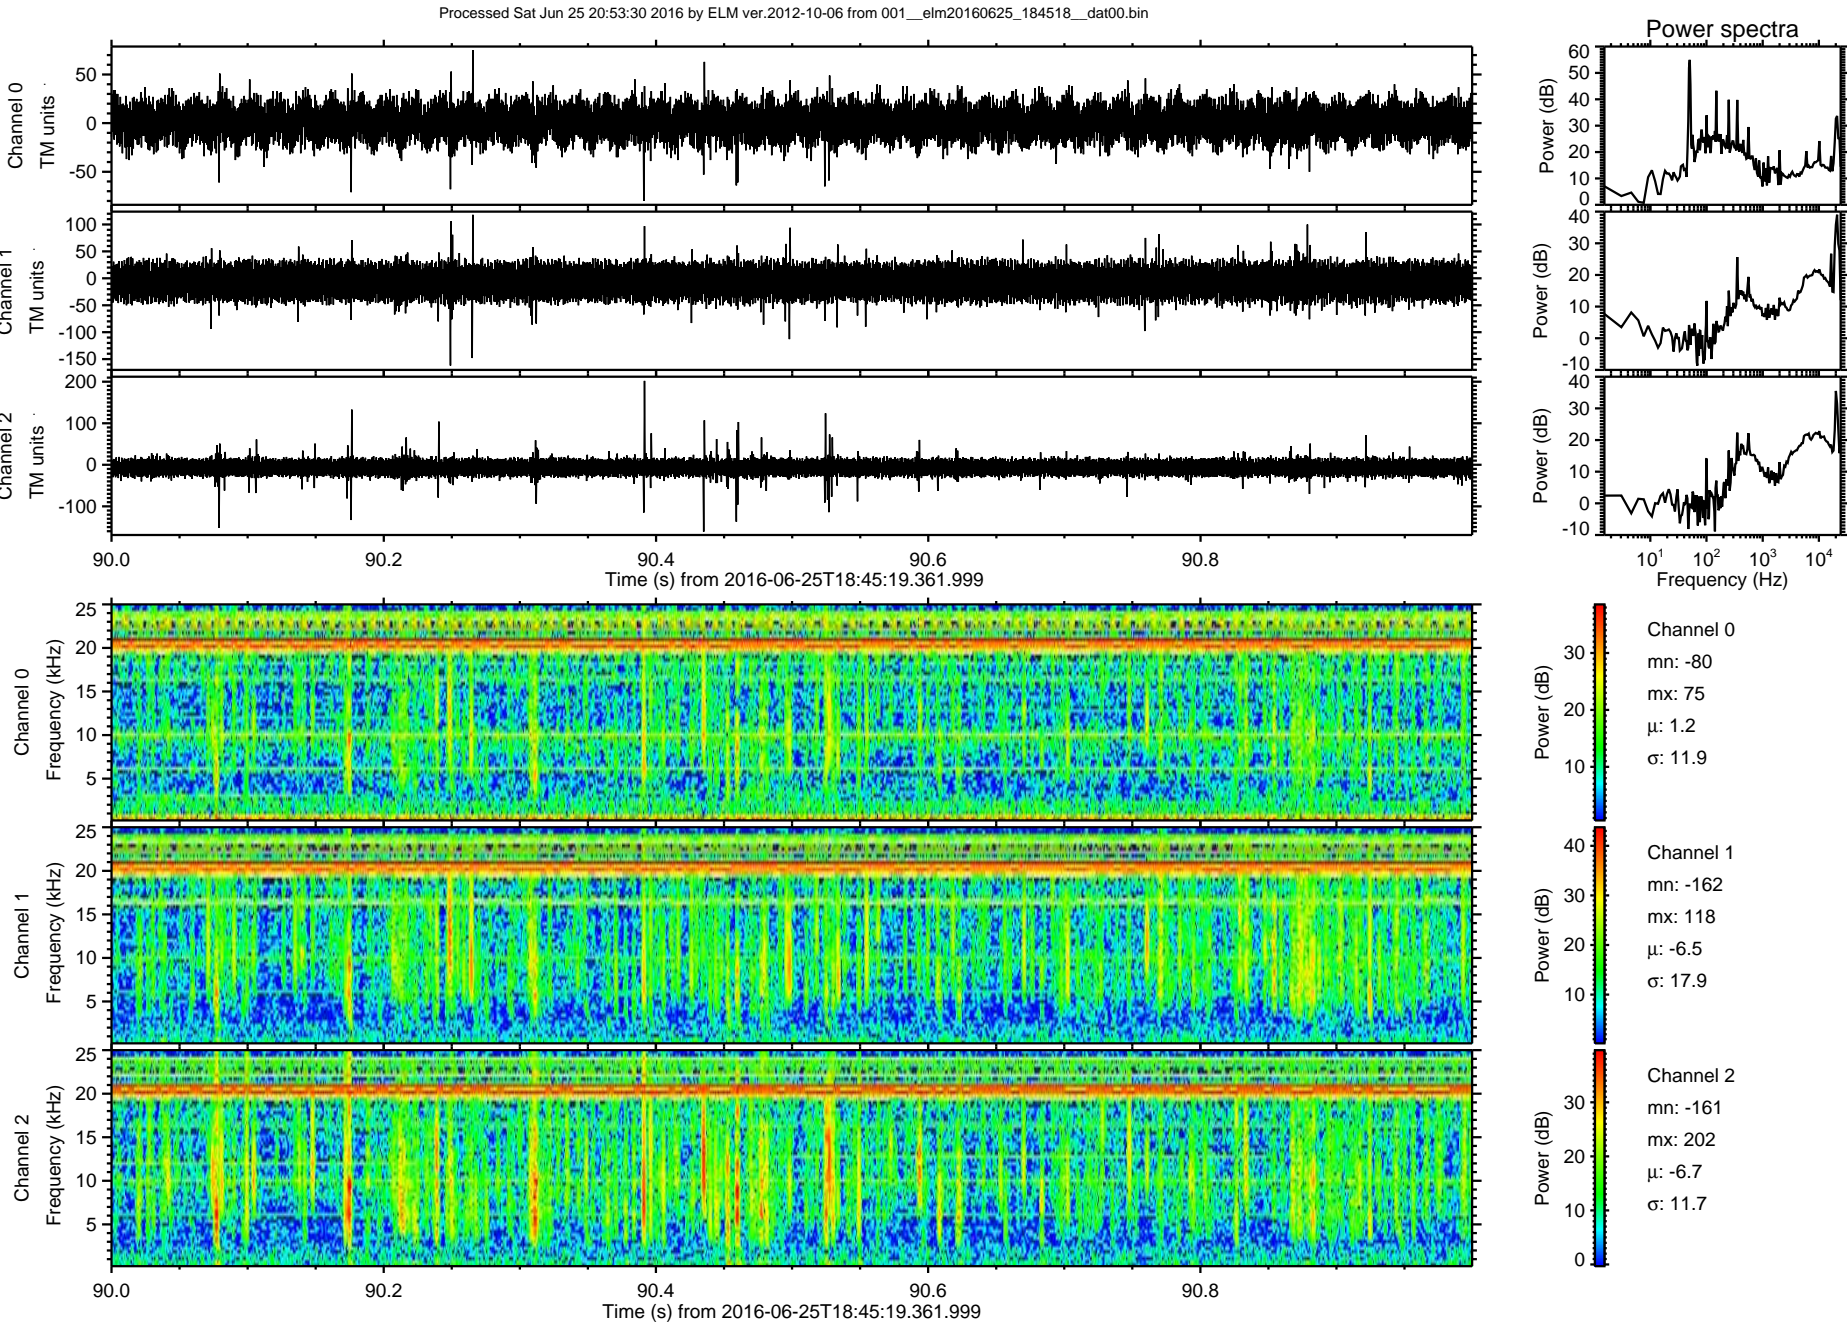 Processed Sat Jun 25 20:53:30 2016 by ELM ver.2012-10-06 from 001__elm20160625_184518__dat00.bin
Power spectra
Channel 0
TM units
50
0
-50
Power (dB)
60
50
40
30
20
10
0
Channel 1
TM units
100
50
0
-50
-100
-150
Power (dB)
40
30
20
10
0
-10
Channel 2
TM units
200
100
0
-100
Power (dB)
40
30
20
10
0
-10
90.0 90.2 90.4 90.6 90.8
Time (s) from 2016-06-25T18:45:19.361.999
10^1 10^2 10^3 10^4
Frequency (Hz)
Channel 0
Frequency (kHz)
25
20
15
10
5
Power (dB)
30
20
10
Channel 0
mn: -80
mx: 75
μ: 1.2
σ: 11.9
Channel 1
Frequency (kHz)
25
20
15
10
5
Power (dB)
40
30
20
10
Channel 1
mn: -162
mx: 118
μ: -6.5
σ: 17.9
Channel 2
Frequency (kHz)
25
20
15
10
5
Power (dB)
30
20
10
0
Channel 2
mn: -161
mx: 202
μ: -6.7
σ: 11.7
90.0 90.2 90.4 90.6 90.8
Time (s) from 2016-06-25T18:45:19.361.999